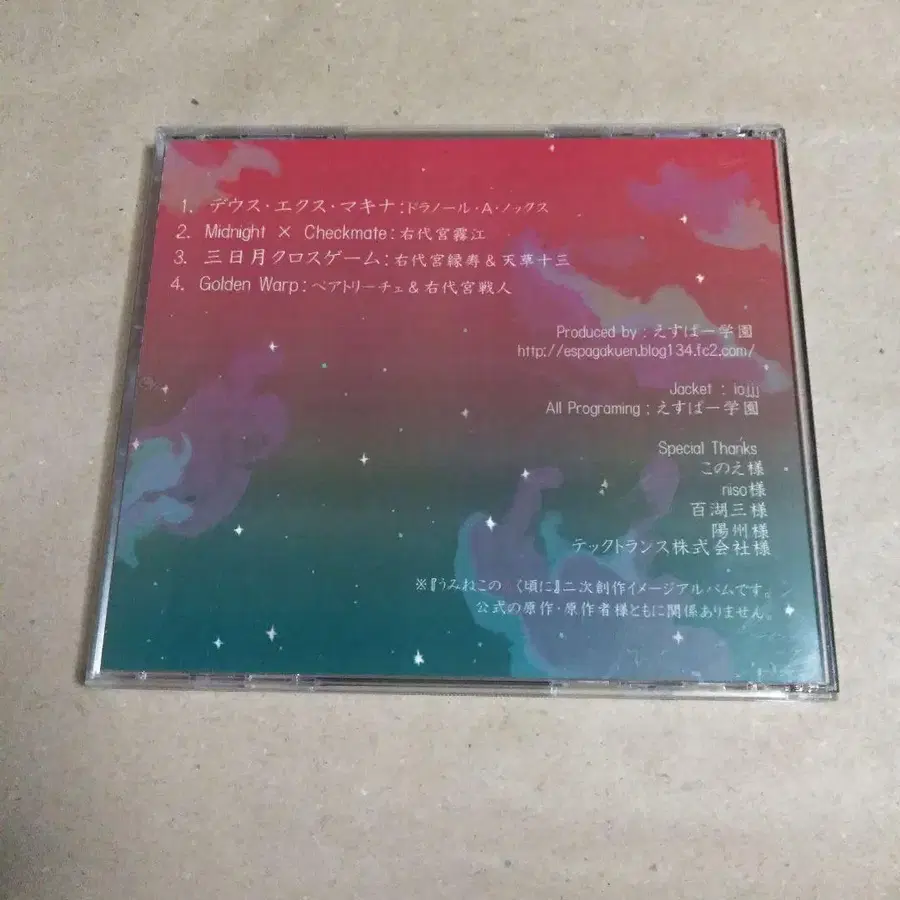 1. デウス・エクス・マキナ:ドラノール・A・ノックス
2. Midnight × Checkmate:右代宮霧江
3. 三日月クロスゲーム:右代宮縁寿&天草十三
4. Golden Warp:ベアトリーチェ&右代宮戦人
Produced by : えすぱー学園
http://espagakuen.blog134.fc2.com/
Jacket : iojjj
All Programing : えすぱー学園
Special Thanks
このえ様
niso様
百湖三様
陽州様
テックトランス株式会社様
※『うみねこの く頃に』二次創作イメージアルバムです。
公式の原作・原作者様ともに関係ありません。